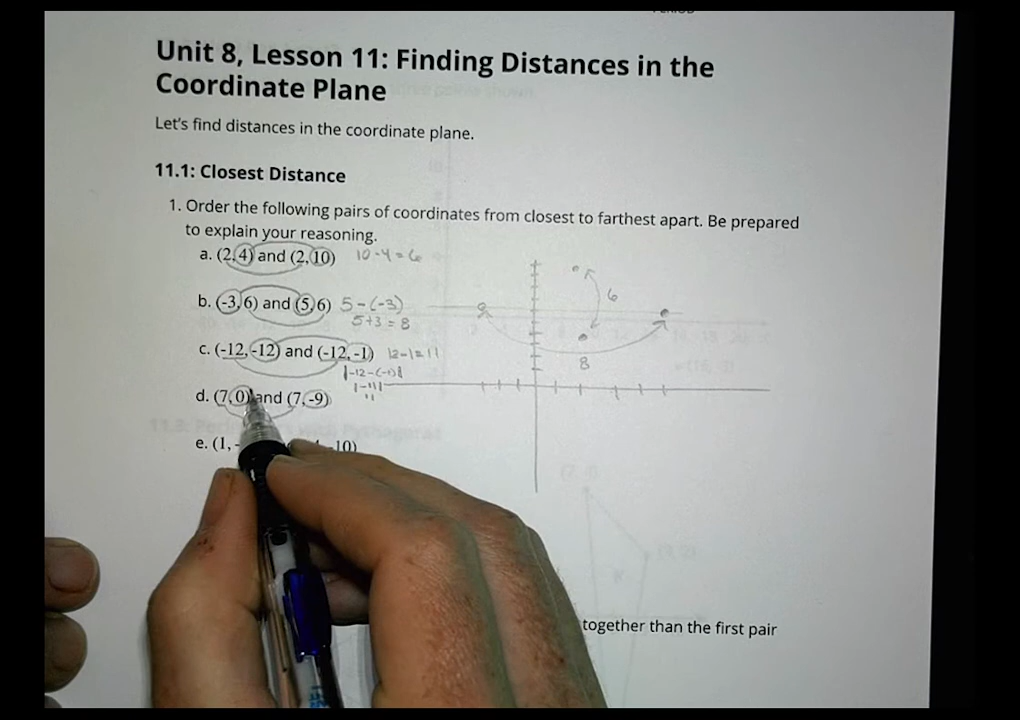 Unit 8, Lesson 11: Finding Distances in the
Coordinate Plane
Let's find distances in the coordinate plane.
11.1: Closest Distance
1. Order the following pairs of coordinates from closest to farthest apart. Be prepared
to explain your reasoning.
a. (2,4) and (2,10) 10-4=6
b. (-3,6) and (5,6) 5-(-3)
5+3=8
c. (-12,-12) and (-12,-1) 12-1=11
|-12-(-1)|
|-11|
11
d. (7,0) and (7,-9)
e. (1,- -10)
6
8
together than the first pair